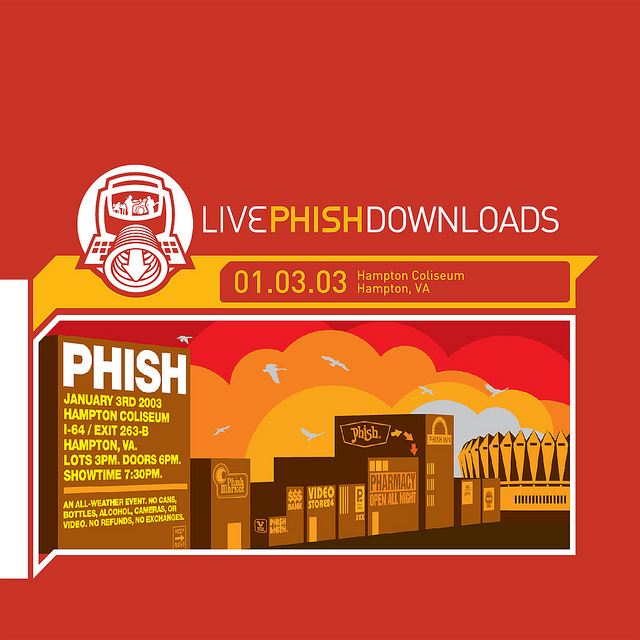 LIVEPHISHDOWNLOADS
01.03.03
Hampton Coliseum
Hampton, VA
PHISH
JANUARY 3RD 2003
HAMPTON COLISEUM
I-64 / EXIT 263-B
HAMPTON, VA.
LOTS 3PM. DOORS 6PM.
SHOWTIME 7:30PM.
AN ALL-WEATHER EVENT. NO CANS,
BOTTLES, ALCOHOL, CAMERAS, OR
VIDEO. NO REFUNDS, NO EXCHANGES.
Phish
Market
$$$
BANK
VIDEO
STORE24
P
XXX
phish.
PHARMACY
OPEN ALL NIGHT
PHISH INN